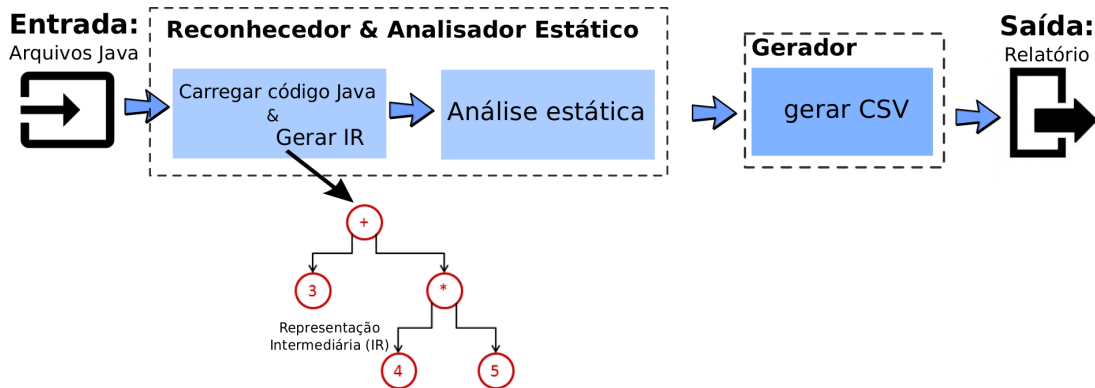 Entrada:
Arquivos Java
Reconhecedor & Analisador Estático
Carregar código Java
&
Gerar IR
Análise estática
Gerador
gerar CSV
Saída:
Relatório
+
3
*
Representação
Intermediária (IR)
4
5